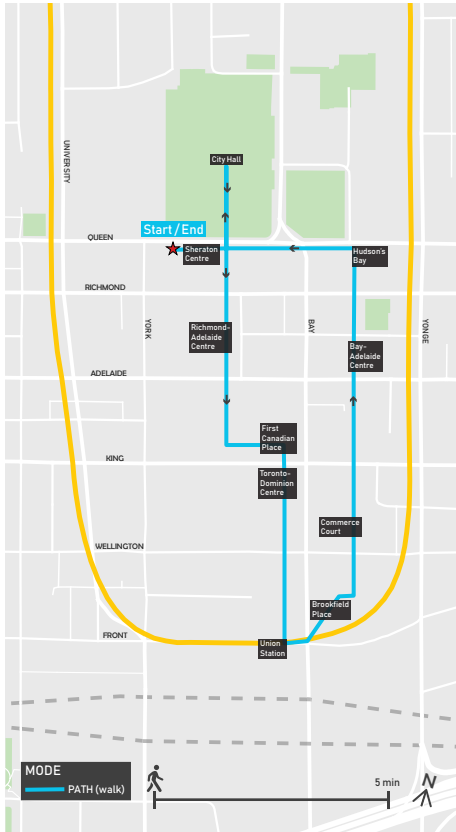 City Hall
UNIVERSITY
Start/End
QUEEN
Sheraton
Centre
Hudson's
Bay
RICHMOND
YORK
Richmond-
Adelaide
Centre
BAY
YONGE
Bay-
Adelaide
Centre
ADELAIDE
First
Canadian
Place
KING
Toronto-
Dominion
Centre
Commerce
Court
WELLINGTON
Brookfield
Place
FRONT
Union
Station
MODE
PATH (walk)
5 min
N